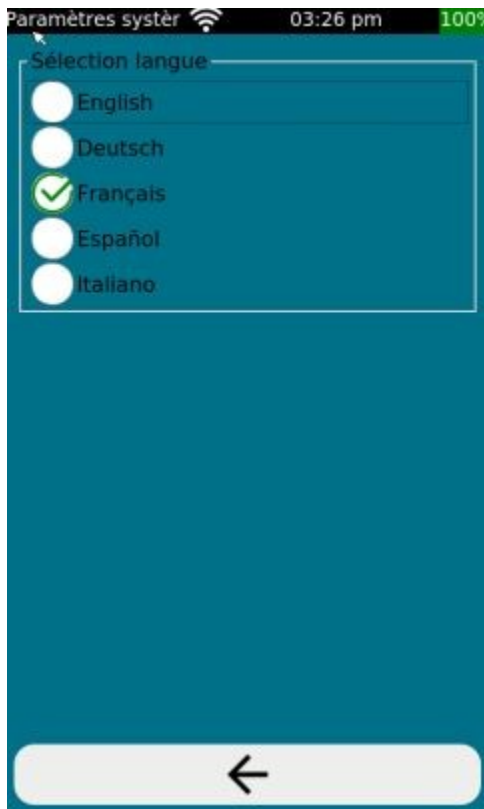 Paramètres systèr 03:26 pm 100%
Sélection langue
English
Deutsch
Français
Español
Italiano